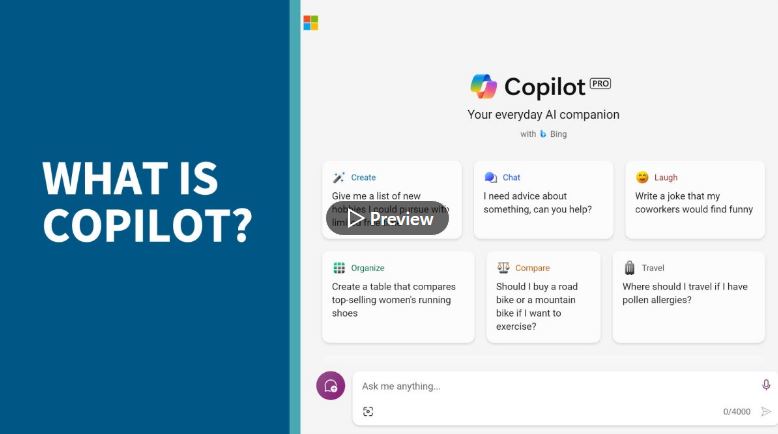 WHAT IS
COPILOT?
Copilot PRO
Your everyday AI companion
with Bing
Create
Give me a list of new
hobbies I could pursue with
Preview
Chat
I need advice about
something, can you help?
Laugh
Write a joke that my
coworkers would find funny
Organize
Create a table that compares
top-selling women's running
shoes
Compare
Should I buy a road
bike or a mountain
bike if I want to
exercise?
Travel
Where should I travel if I have
pollen allergies?
Ask me anything...
0/4000